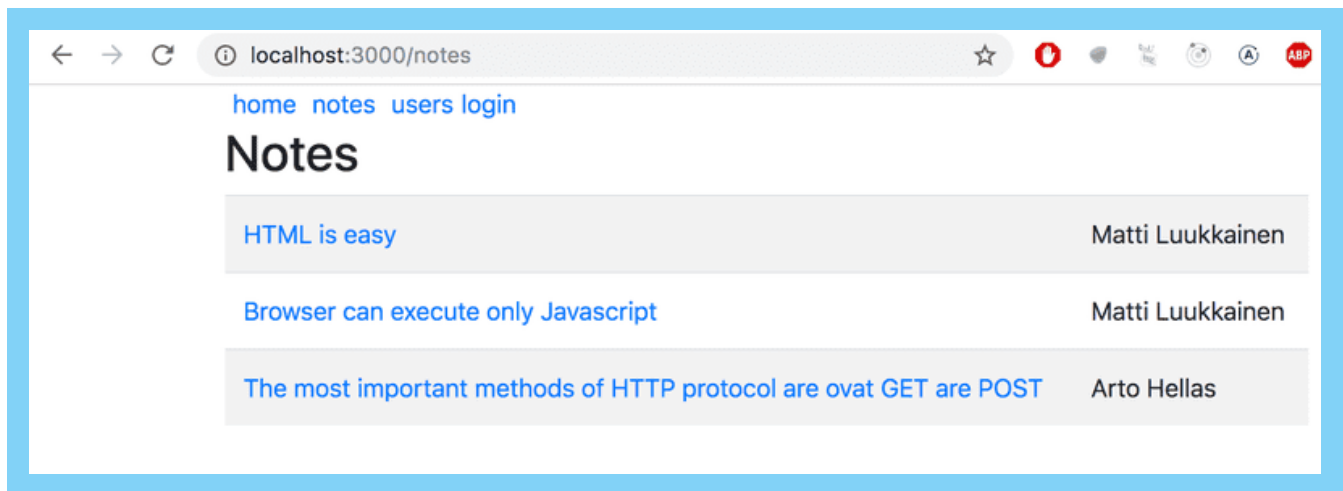 localhost:3000/notes
A
ABP
home notes users login
Notes
HTML is easy Matti Luukkainen
Browser can execute only Javascript Matti Luukkainen
The most important methods of HTTP protocol are ovat GET are POST Arto Hellas